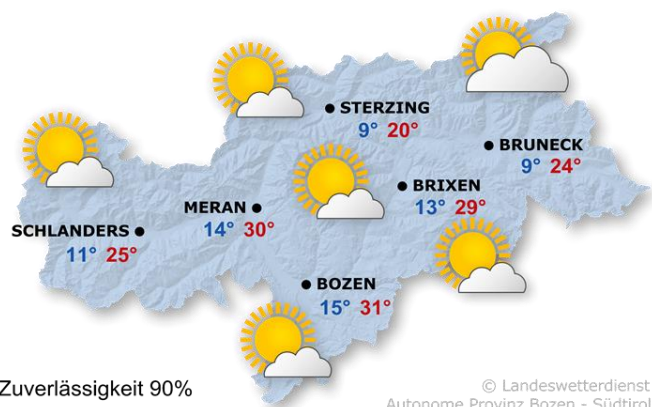 STERZING
9° 20°
BRUNECK
9° 24°
BRIXEN
13° 29°
MERAN
14° 30°
SCHLANDERS
11° 25°
BOZEN
15° 31°
Zuverlässigkeit 90%
© Landeswetterdienst
Autonome Provinz Bozen - Südtirol